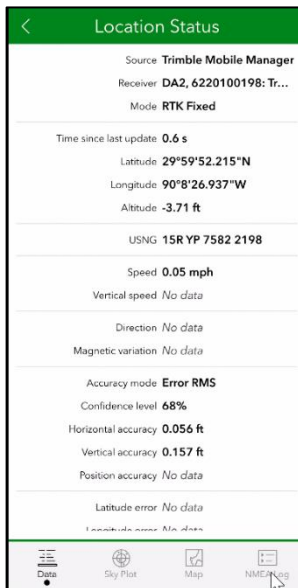 Location Status
Source Trimble Mobile Manager
Receiver DA2, 6220100198: Tr...
Mode RTK Fixed
Time since last update 0.6 s
Latitude 29°59'52.215"N
Longitude 90°8'26.937"W
Altitude -3.71 ft
USNG 15R YP 7582 2198
Speed 0.05 mph
Vertical speed No data
Direction No data
Magnetic variation No data
Accuracy mode Error RMS
Confidence level 68%
Horizontal accuracy 0.056 ft
Vertical accuracy 0.157 ft
Position accuracy No data
Latitude error No data
Longitude error No data
Data Sky Plot Map NMEA Log